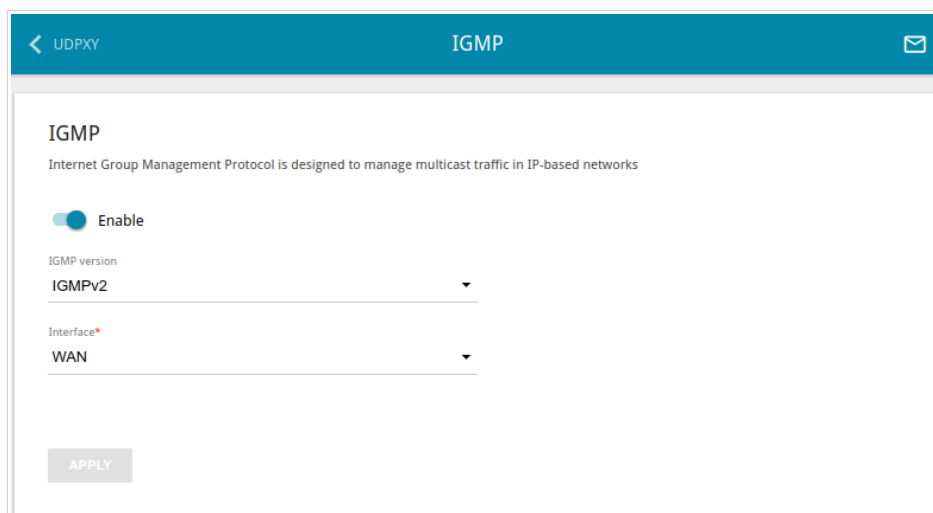 UDPXY
IGMP
IGMP
Internet Group Management Protocol is designed to manage multicast traffic in IP-based networks
Enable
IGMP version
IGMPv2
Interface*
WAN
APPLY